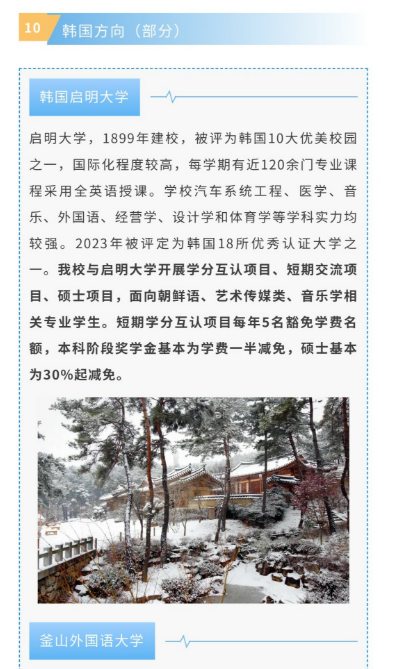 10
韩国方向（部分）
韩国启明大学
启明大学，1899年建校，被评为韩国10大优美校园
之一，国际化程度较高，每学期有近120余门专业课
程采用全英语授课。学校汽车系统工程、医学、音
乐、外国语、经营学、设计学和体育学等学科实力均
较强。2023年被评定为韩国18所优秀认证大学之
一。我校与启明大学开展学分互认项目、短期交流项
目、硕士项目，面向朝鲜语、艺术传媒类、音乐学相
关专业学生。短期学分互认项目每年5名豁免学费名
额，本科阶段奖学金基本为学费一半减免，硕士基本
为30%起减免。
釜山外国语大学